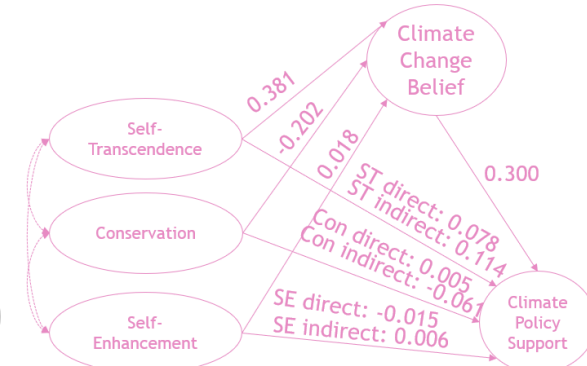 Climate
Change
Belief
0.381
-0.202
0.018
Self-
Transcendence
0.300
ST direct: 0.078
ST indirect: 0.114
Conservation
Con direct: 0.005
Con indirect: -0.061
SE direct: -0.015
SE indirect: 0.006
Self-
Enhancement
Climate
Policy
Support